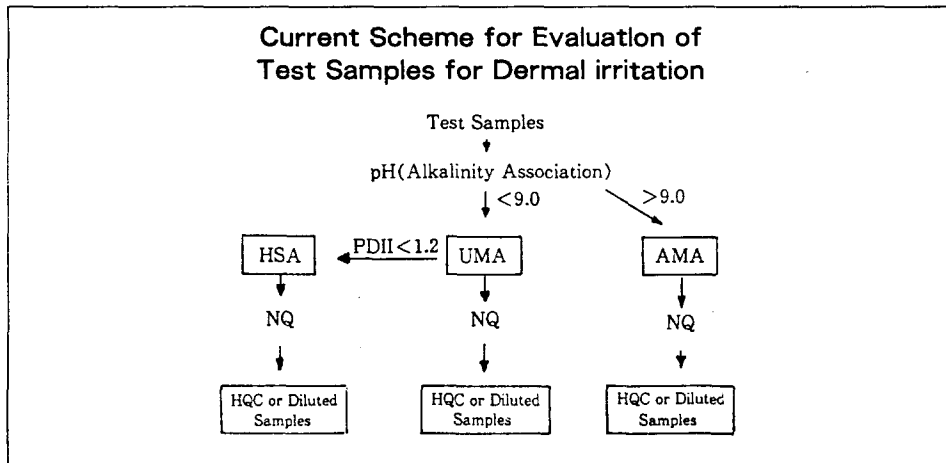 Current Scheme for Evaluation of
Test Samples for Dermal irritation
Test Samples
pH(Alkalinity Association)
<9.0
>9.0
HSA
PDII<1.2
UMA
AMA
NQ
NQ
NQ
HQC or Diluted
Samples
HQC or Diluted
Samples
HQC or Diluted
Samples